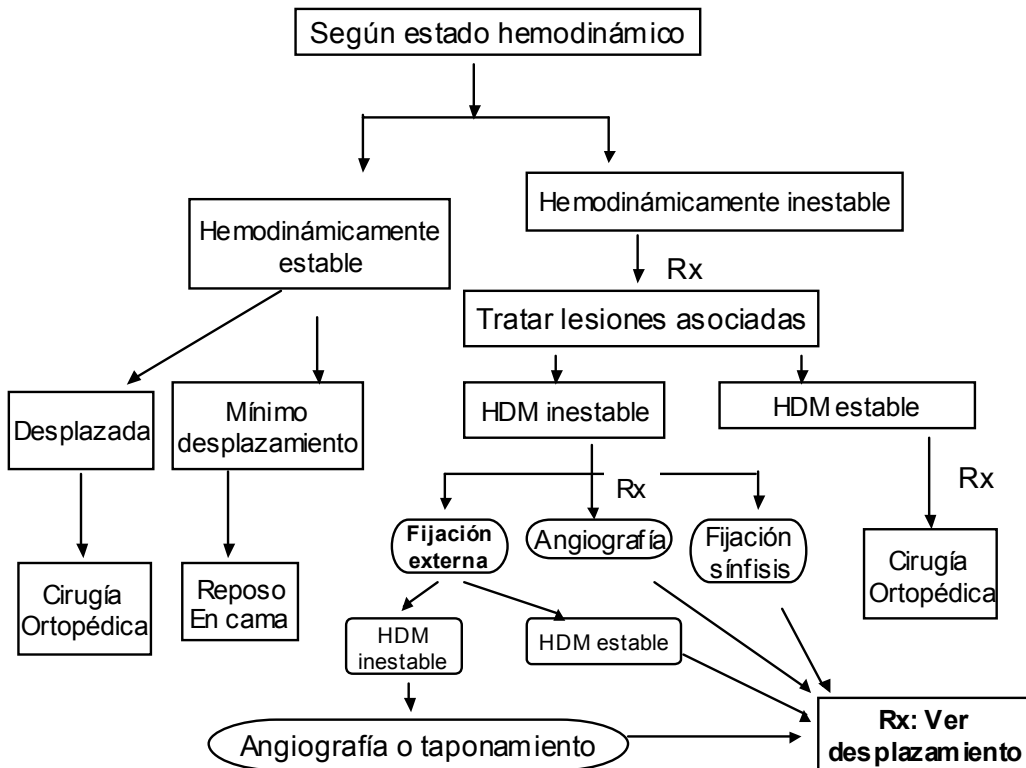 Según estado hemodinámico
Hemodinámicamente
estable
Hemodinámicamente inestable
Rx
Tratar lesiones asociadas
Desplazada
Mínimo
desplazamiento
HDM inestable
HDM estable
Rx
Rx
Fijación
externa
Angiografía
Fijación
sínfisis
Cirugía
Ortopédica
Cirugía
Ortopédica
Reposo
En cama
HDM
inestable
HDM estable
Angiografía o taponamiento
Rx: Ver
desplazamiento